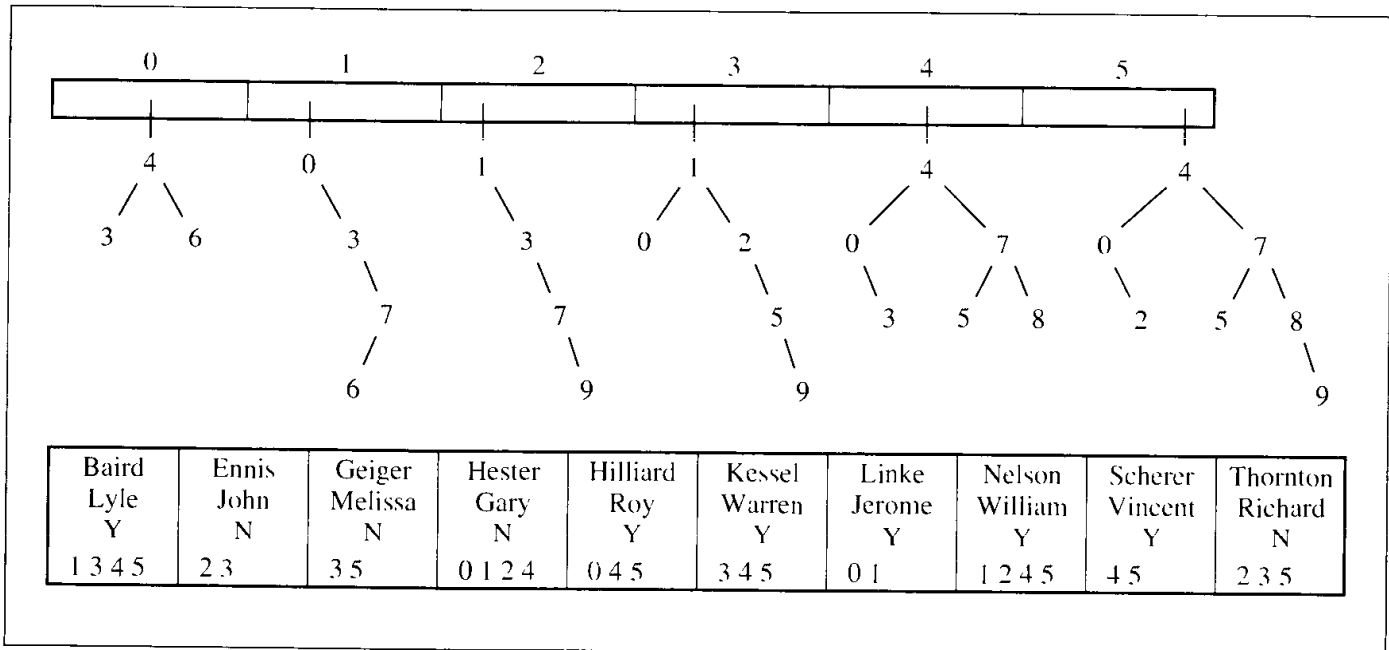 0 1 2 3 4 5
4 0 1 1 4 4
3 6 3 3 0 2 0 7 0 7
7 7 5 3 5 8 2 5 8
6 9 9 9
Baird Ennis Geiger Hester Hilliard Kessel Linke Nelson Scherer Thornton
Lyle John Melissa Gary Roy Warren Jerome William Vincent Richard
Y N N N Y Y Y Y Y N
1 3 4 5 2 3 3 5 0 1 2 4 0 4 5 3 4 5 0 1 1 2 4 5 4 5 2 3 5